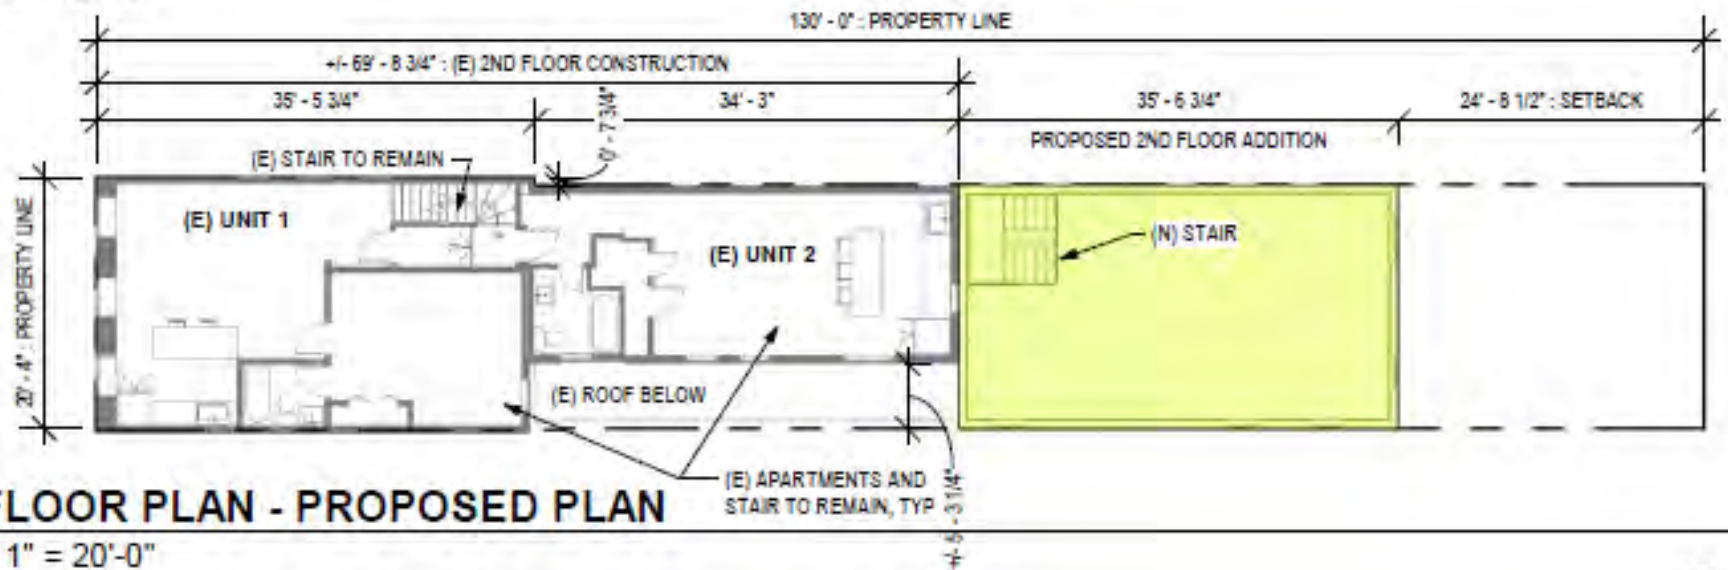 130' - 0" : PROPERTY LINE
+/- 69' - 8 3/4" : (E) 2ND FLOOR CONSTRUCTION
35' - 5 3/4"
34' - 3"
35' - 6 3/4"
24' - 8 1/2" : SETBACK
0' - 7 3/4"
PROPOSED 2ND FLOOR ADDITION
(E) STAIR TO REMAIN
20' - 4" : PROPERTY LINE
(E) UNIT 1
(E) UNIT 2
(N) STAIR
(E) ROOF BELOW
(E) APARTMENTS AND
STAIR TO REMAIN, TYP
+/- 5' - 3 1/4"
FLOOR PLAN - PROPOSED PLAN
1" = 20'-0"